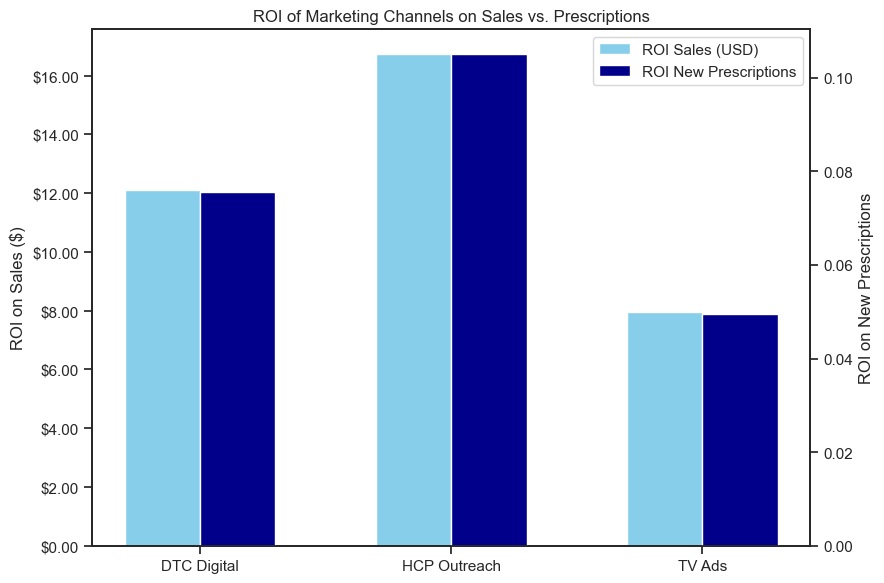 ROI of Marketing Channels on Sales vs. Prescriptions
ROI Sales (USD)
ROI New Prescriptions
ROI on Sales ($)
$16.00
$14.00
$12.00
$10.00
$8.00
$6.00
$4.00
$2.00
$0.00
0.10
0.08
0.06
0.04
0.02
0.00
ROI on New Prescriptions
DTC Digital
HCP Outreach
TV Ads